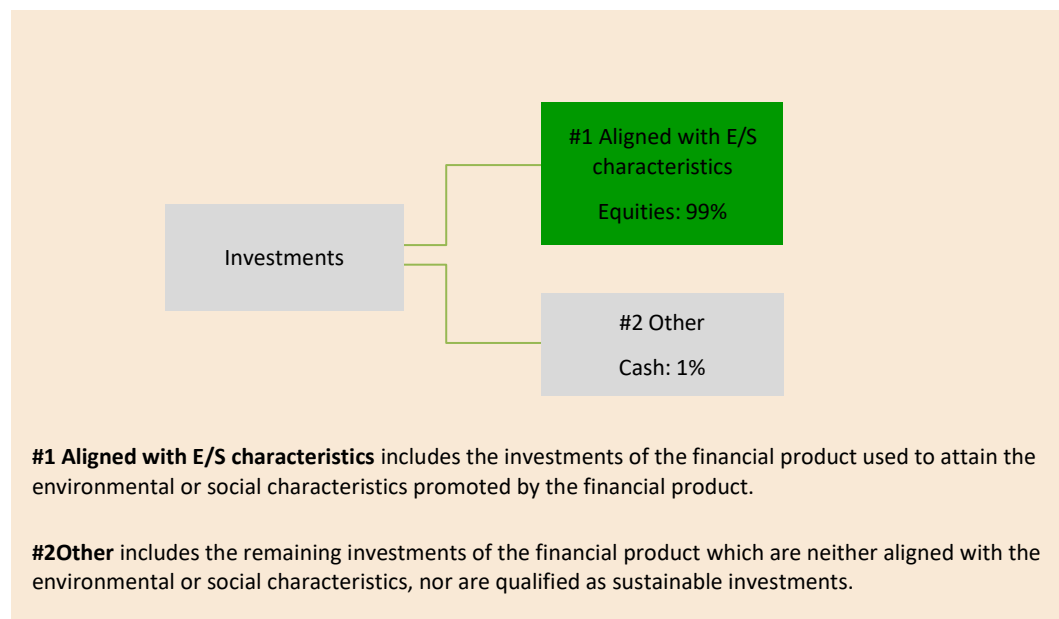 #1 Aligned with E/S
characteristics
Equities: 99%
Investments
#2 Other
Cash: 1%
#1 Aligned with E/S characteristics includes the investments of the financial product used to attain the
environmental or social characteristics promoted by the financial product.
#2Other includes the remaining investments of the financial product which are neither aligned with the
environmental or social characteristics, nor are qualified as sustainable investments.